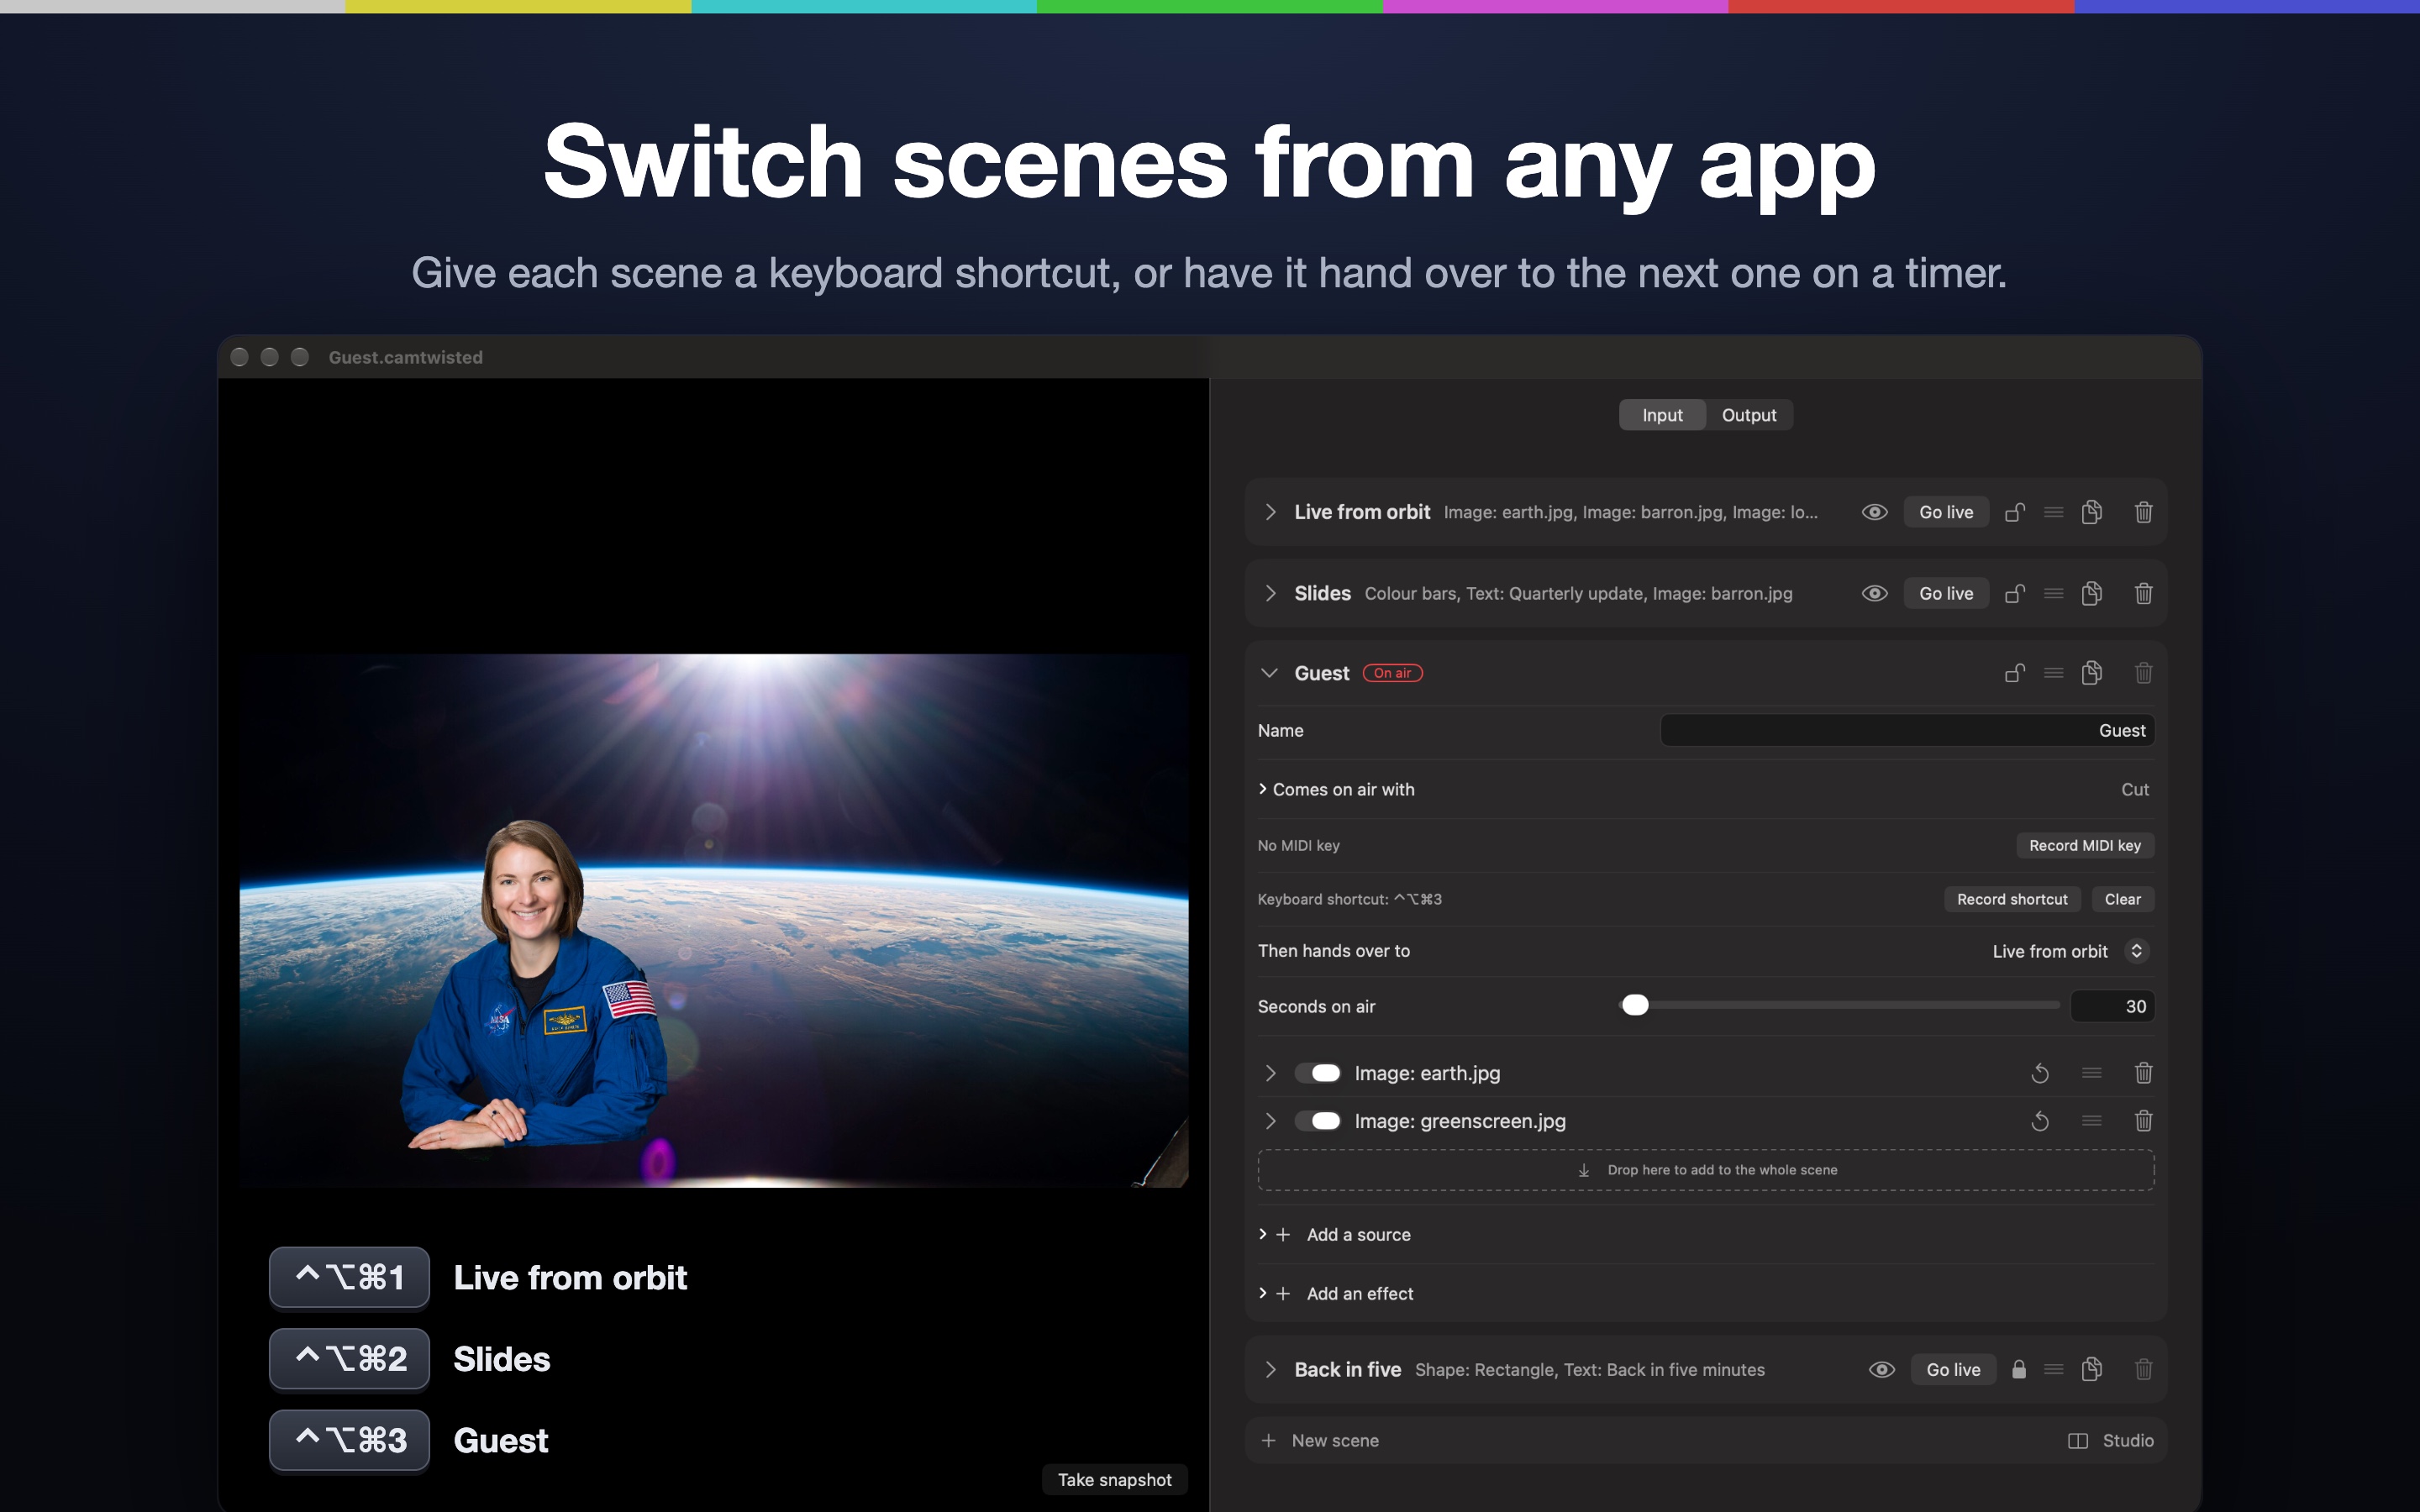 Switch scenes from any app
Give each scene a keyboard shortcut, or have it hand over to the next one on a timer.
Guest.camtwisted
Input Output
Live from orbit Image: earth.jpg, Image: barron.jpg, Image: lo... Go live
Slides Colour bars, Text: Quarterly update, Image: barron.jpg Go live
Guest On air
Name Guest
Comes on air with Cut
No MIDI key Record MIDI key
Keyboard shortcut: ⌃⌥⌘3 Record shortcut Clear
Then hands over to Live from orbit
Seconds on air 30
Image: earth.jpg
Image: greenscreen.jpg
Drop here to add to the whole scene
Add a source
Add an effect
Back in five Shape: Rectangle, Text: Back in five minutes Go live
New scene Studio
NASA
⌃⌥⌘1 Live from orbit
⌃⌥⌘2 Slides
⌃⌥⌘3 Guest
Take snapshot